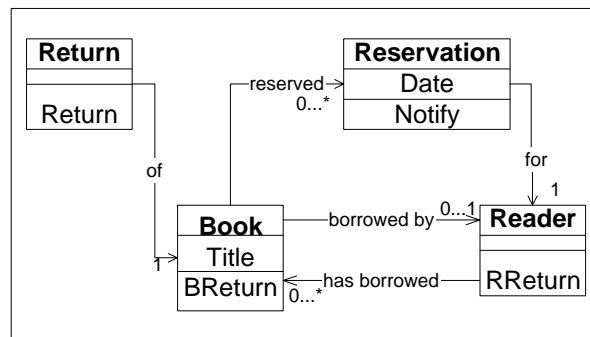 Return
Return
of
reserved
0...*
Reservation
Date
Notify
for
1
Book
Title
BReturn
1
borrowed by
0...1
has borrowed
0...*
Reader
RReturn